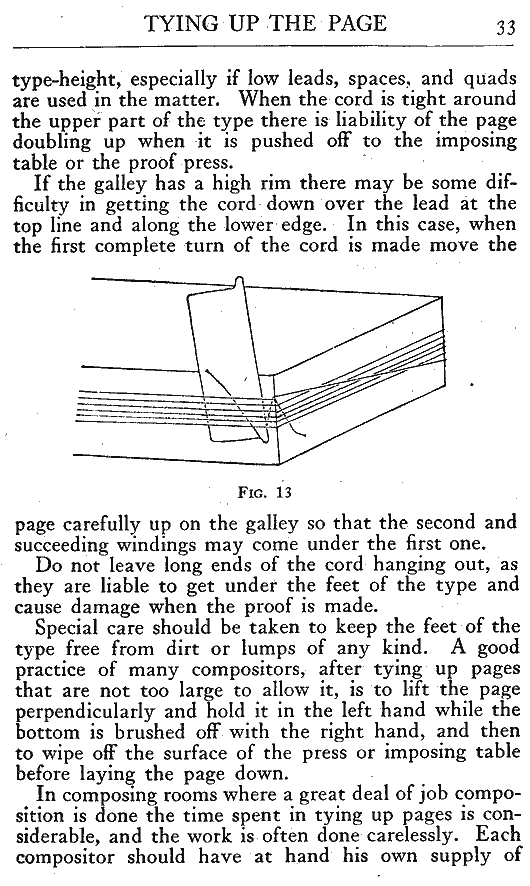 TYING UP THE PAGE 33
type-height, especially if low leads, spaces, and quads
are used in the matter. When the cord is tight around
the upper part of the type there is liability of the page
doubling up when it is pushed off to the imposing
table or the proof press.
If the galley has a high rim there may be some dif-
ficulty in getting the cord down over the lead at the
top line and along the lower edge. In this case, when
the first complete turn of the cord is made move the
FIG. 13
page carefully up on the galley so that the second and
succeeding windings may come under the first one.
Do not leave long ends of the cord hanging out, as
they are liable to get under the feet of the type and
cause damage when the proof is made.
Special care should be taken to keep the feet of the
type free from dirt or lumps of any kind. A good
practice of many compositors, after tying up pages
that are not too large to allow it, is to lift the page
perpendicularly and hold it in the left hand while the
bottom is brushed off with the right hand, and then
to wipe off the surface of the press or imposing table
before laying the page down.
In composing rooms where a great deal of job compo-
sition is done the time spent in tying up pages is con-
siderable, and the work is often done carelessly. Each
compositor should have at hand his own supply of